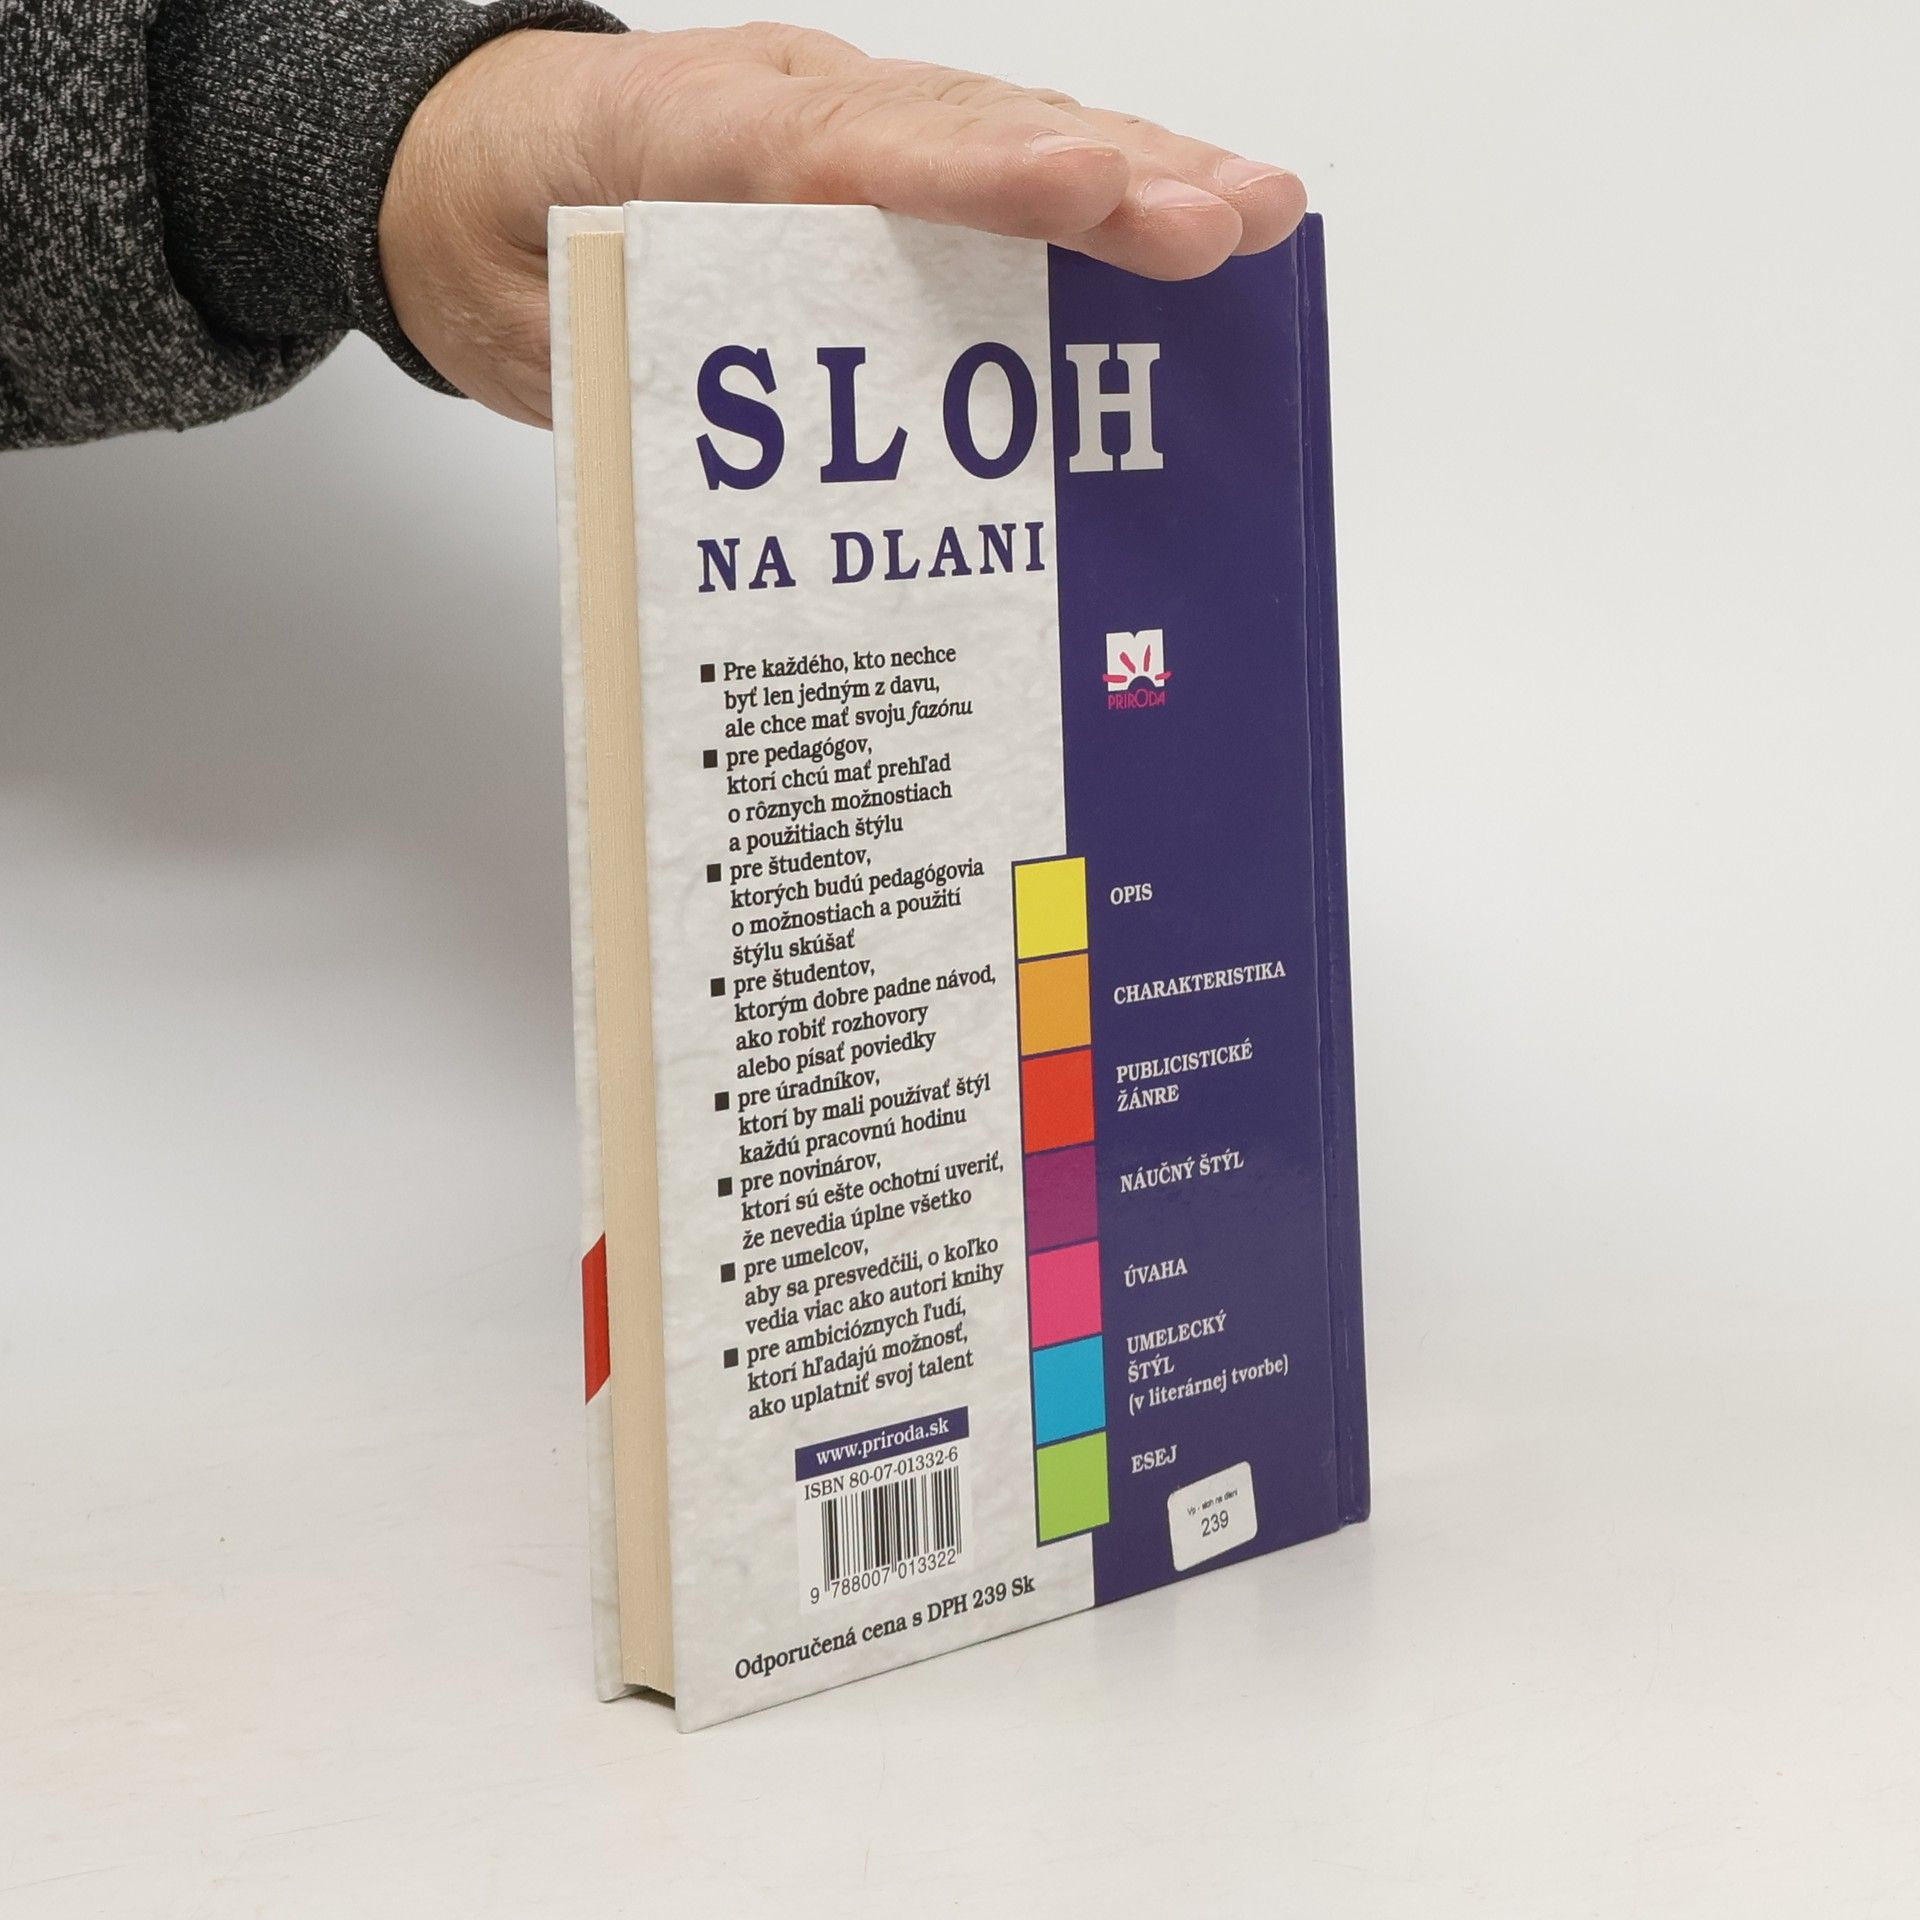 SLOH
NA DLANI
■ Pre každého, kto nechce
byť len jedným z davu,
ale chce mať svoju fazónu
■ pre pedagógov,
ktorí chcú mať prehľad
o rôznych možnostiach
a použitiach štýlu
■ pre študentov,
ktorých budú pedagógovia
o možnostiach a použití
štýlu skúšať
■ pre študentov,
ktorým dobre padne návod,
ako robiť rozhovory
alebo písať poviedky
■ pre úradníkov,
ktorí by mali používať štýl
každú pracovnú hodinu
■ pre novinárov,
ktorí sú ešte ochotní uveriť,
že nevedia úplne všetko
■ pre umelcov,
aby sa presvedčili, o koľko
vedia viac ako autori knihy
■ pre ambicióznych ľudí,
ktorí hľadajú možnosť,
ako uplatniť svoj talent
www.priroda.sk
ISBN 80-07-01332-6
9 788007 013322
Odporučená cena s DPH 239 Sk
PRÍRODA
OPIS
CHARAKTERISTIKA
PUBLICISTICKÉ
ŽÁNRE
NÁUČNÝ ŠTÝL
ÚVAHA
UMELECKÝ
ŠTÝL
(v literárnej tvorbe)
ESEJ
Vp - sloh na dlani
239